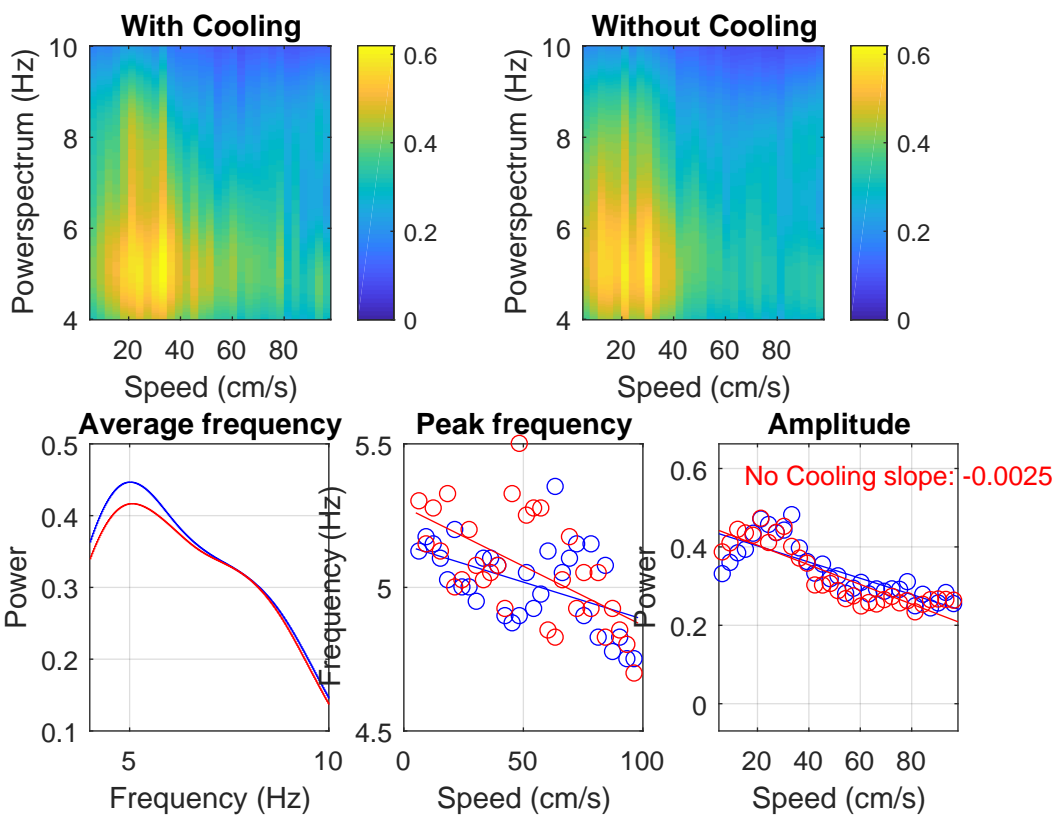 With Cooling
Powerspectrum (Hz)
10
8
6
4
20 40 60 80
Speed (cm/s)
0.6
0.4
0.2
0
Without Cooling
Powerspectrum (Hz)
10
8
6
4
20 40 60 80
Speed (cm/s)
0.6
0.4
0.2
0
Average frequency
Power
0.5
0.4
0.3
0.2
0.1
5 10
Frequency (Hz)
Peak frequency
Frequency (Hz)
5.5
5
4.5
0 50 100
Speed (cm/s)
Amplitude
No Cooling slope: -0.0025
Power
0.6
0.4
0.2
0
20 40 60 80
Speed (cm/s)